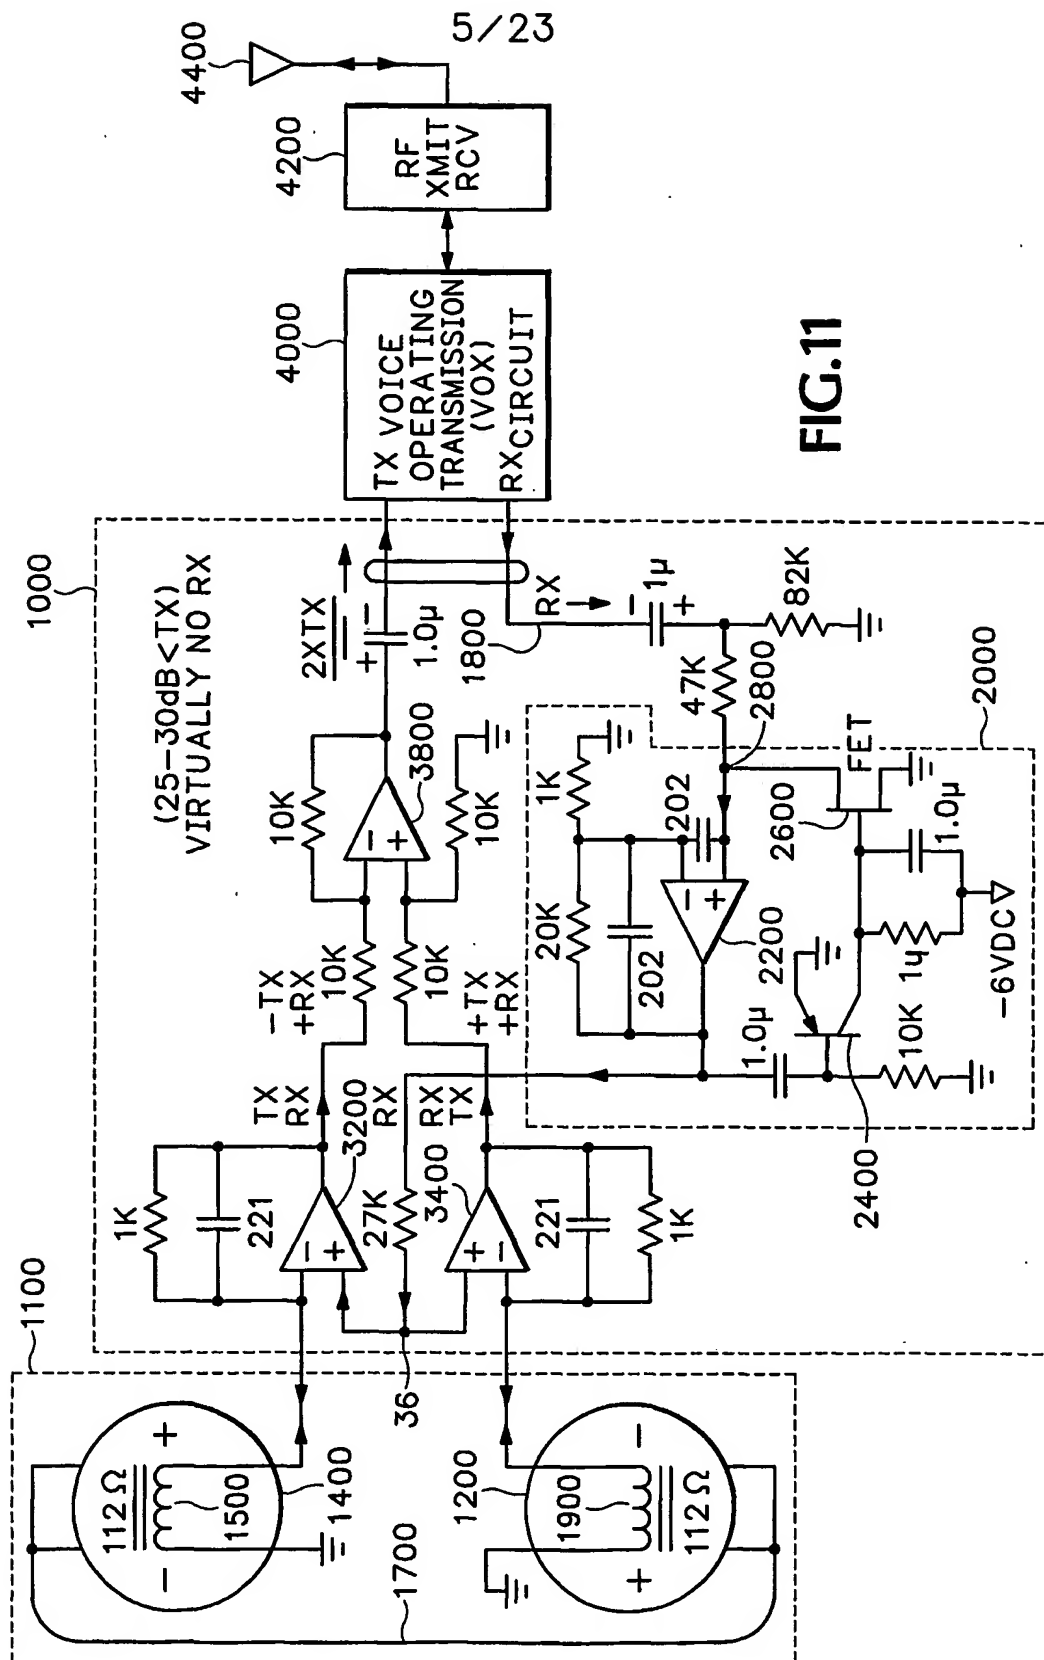 5/23
4400
4200
RF
XMIT
RCV
4000
TX VOICE
OPERATING
TRANSMISSION
(VOX)
RX CIRCUIT
FIG.11
1000
(25-30dB<TX)
VIRTUALLY NO RX
2XTX
+
-
1.0µ
1800
RX
-
1µ
+
82K
47K
2800
2000
10K
-
+
3800
10K
10K
10K
-TX
+RX
+TX
+RX
1K
202
20K
202
-
+
2200
FET
2600
1.0µ
1µ
-6VDC
1.0µ
10K
2400
TX
RX
RX
RX
TX
3200
27K
3400
1K
221
-
+
+
-
221
1K
36
1100
+
112Ω
1500
-
1400
1200
-
1900
112Ω
+
1700